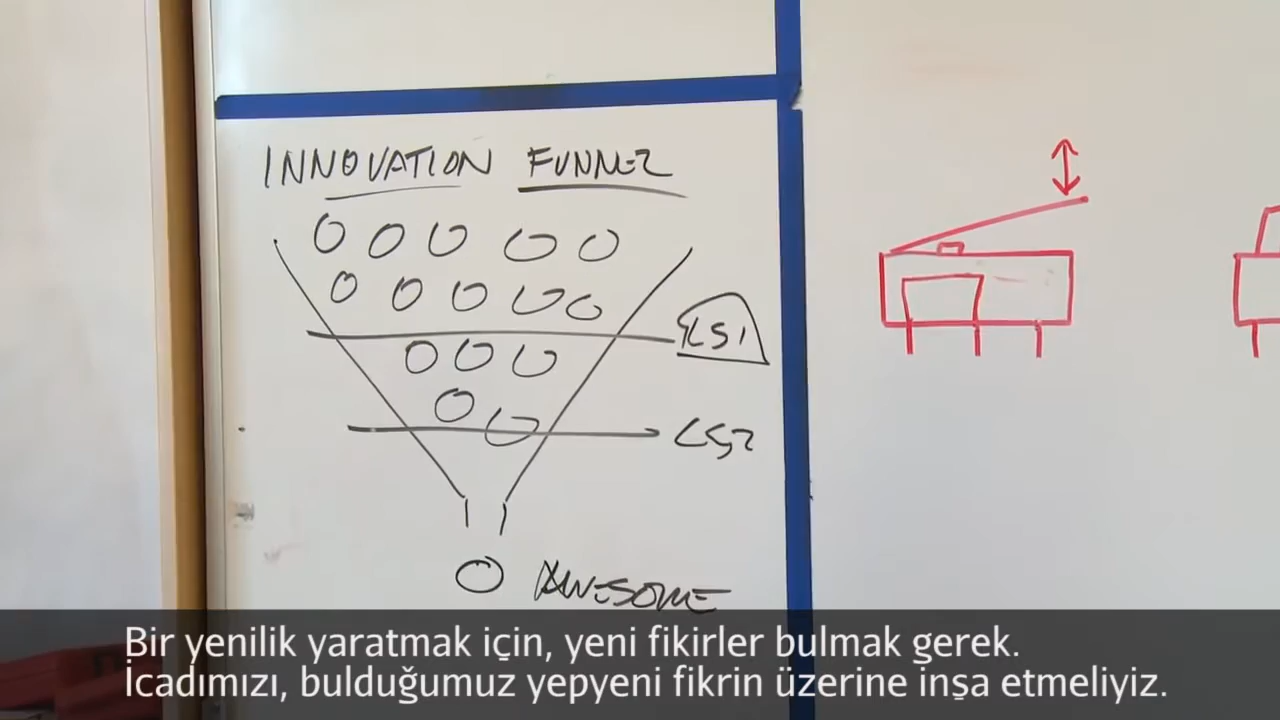 INNOVATION FUNNEL
LS1
LS2
AWESOME
Bir yenilik yaratmak için, yeni fikirler bulmak gerek.
İcadımızı, bulduğumuz yepyeni fikrin üzerine inşa etmeliyiz.